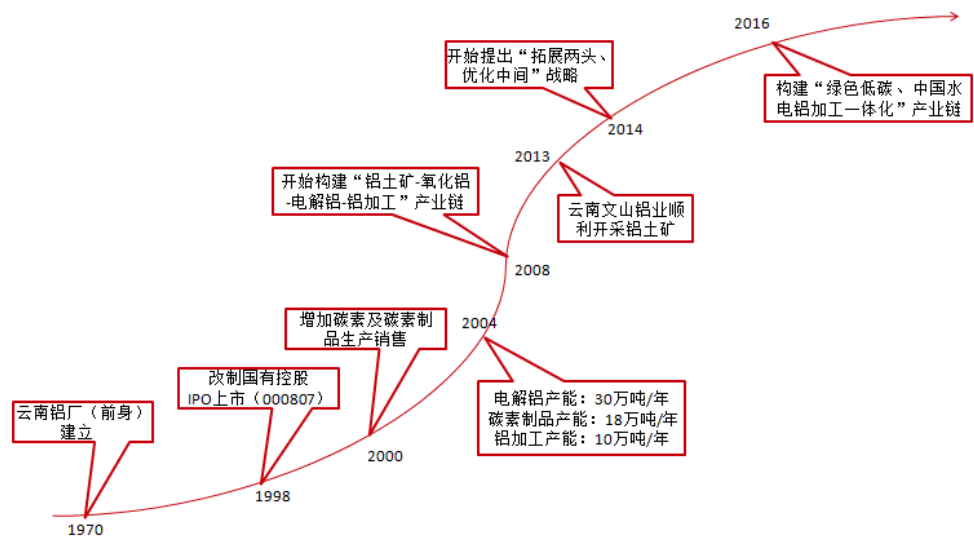 2016
开始提出“拓展两头、
优化中间”战略
构建“绿色低碳、中国水
电铝加工一体化”产业链
2014
2013
开始构建“铝土矿-氧化铝
-电解铝-铝加工”产业链
云南文山铝业顺
利开采铝土矿
2008
增加碳素及碳素制
品生产销售
2004
改制国有控股
IPO上市（000807）
电解铝产能：30万吨/年
碳素制品产能：18万吨/年
铝加工产能：10万吨/年
云南铝厂（前身）
建立
2000
1998
1970